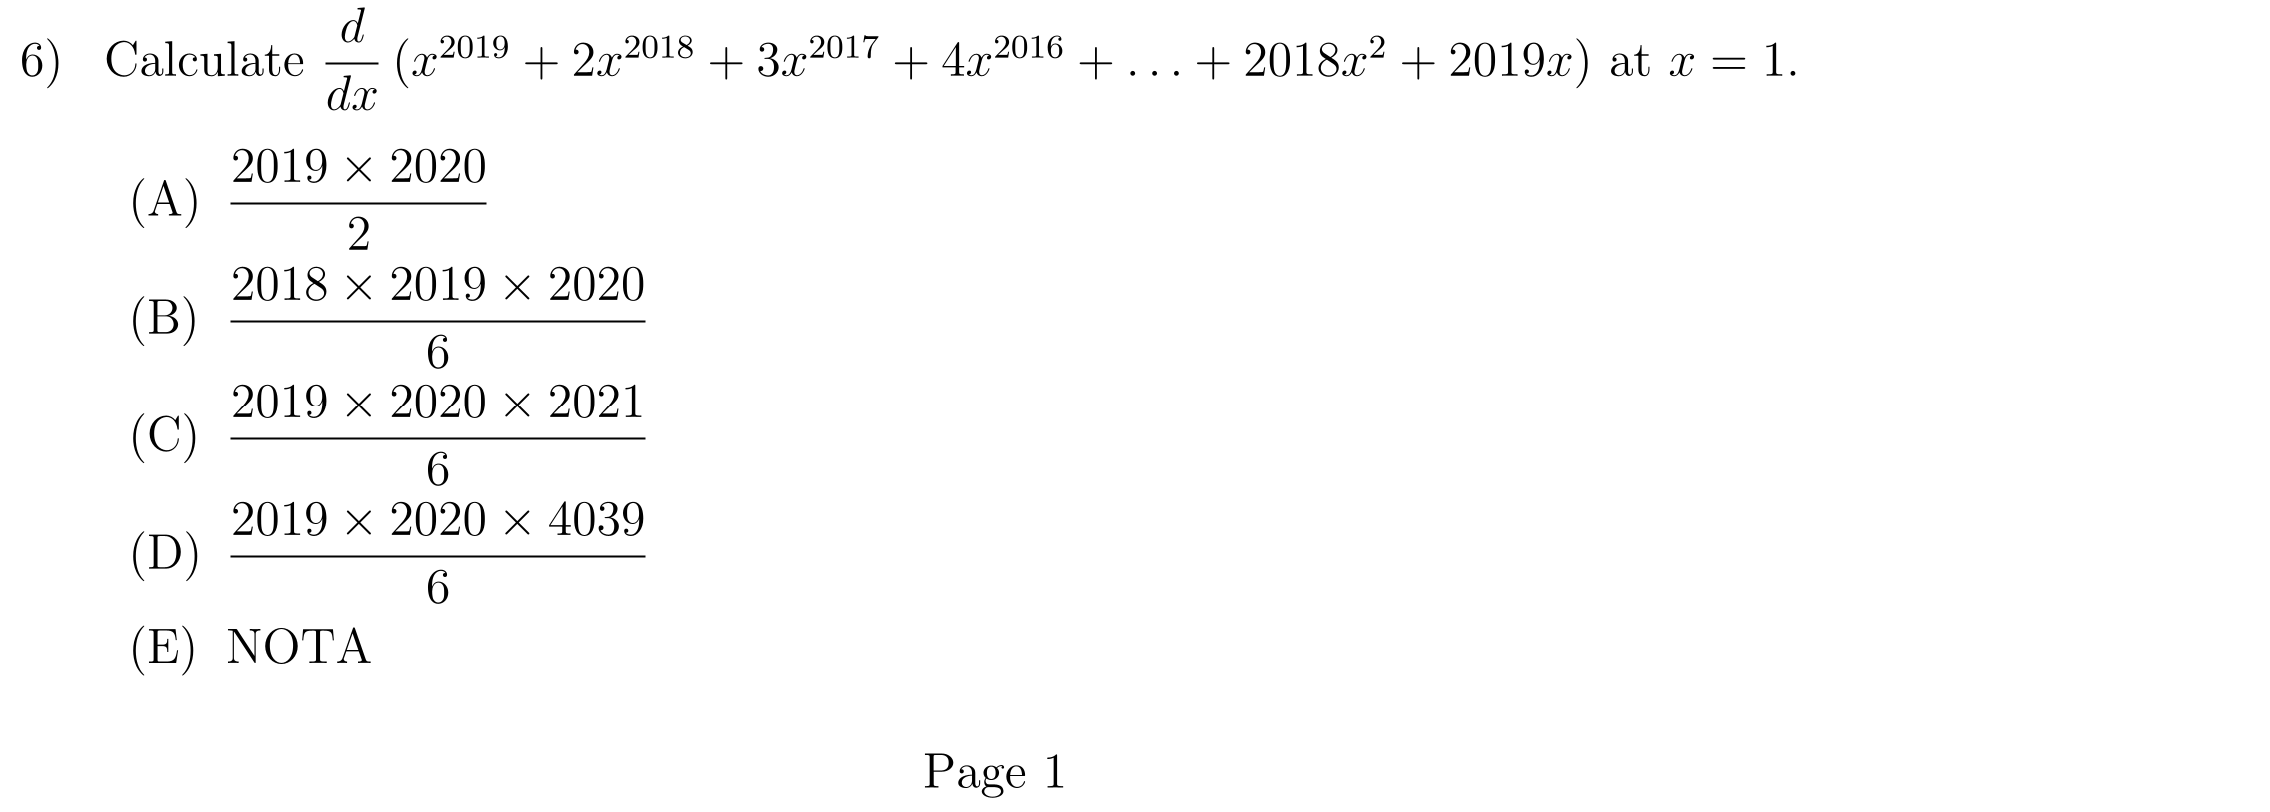 6) Calculate $\frac{d}{dx}(x^{2019} + 2x^{2018} + 3x^{2017} + 4x^{2016} + \ldots + 2018x^2 + 2019x)$ at $x = 1$.
(A) $\frac{2019 \times 2020}{2}$
(B) $\frac{2018 \times 2019 \times 2020}{6}$
(C) $\frac{2019 \times 2020 \times 2021}{6}$
(D) $\frac{2019 \times 2020 \times 4039}{6}$
(E) NOTA
Page 1